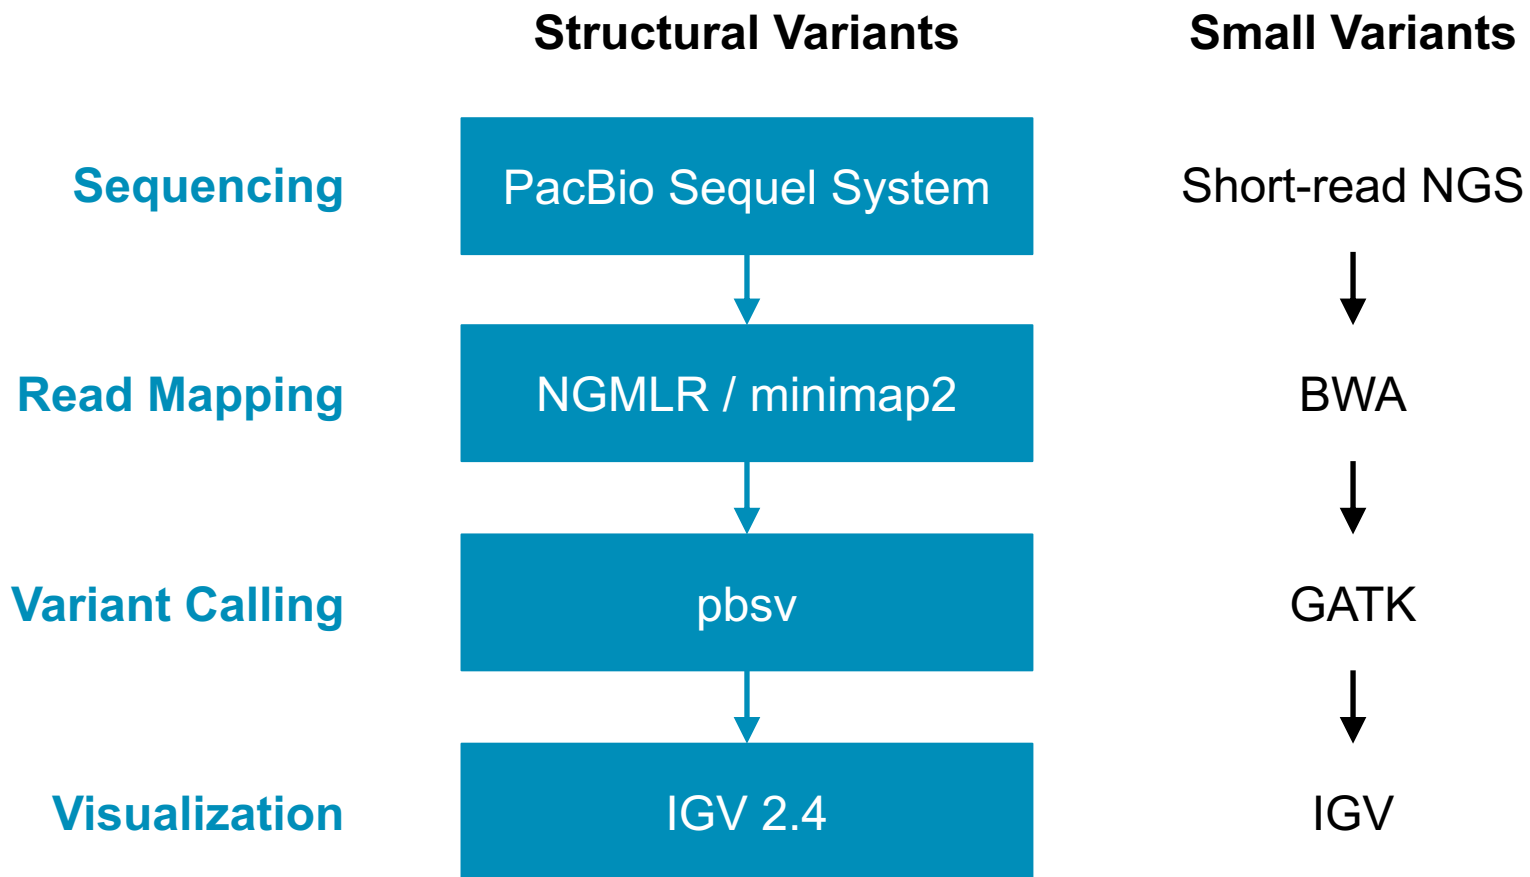 Structural Variants
Small Variants
Sequencing
PacBio Sequel System
Short-read NGS
Read Mapping
NGMLR / minimap2
BWA
Variant Calling
pbsv
GATK
Visualization
IGV 2.4
IGV